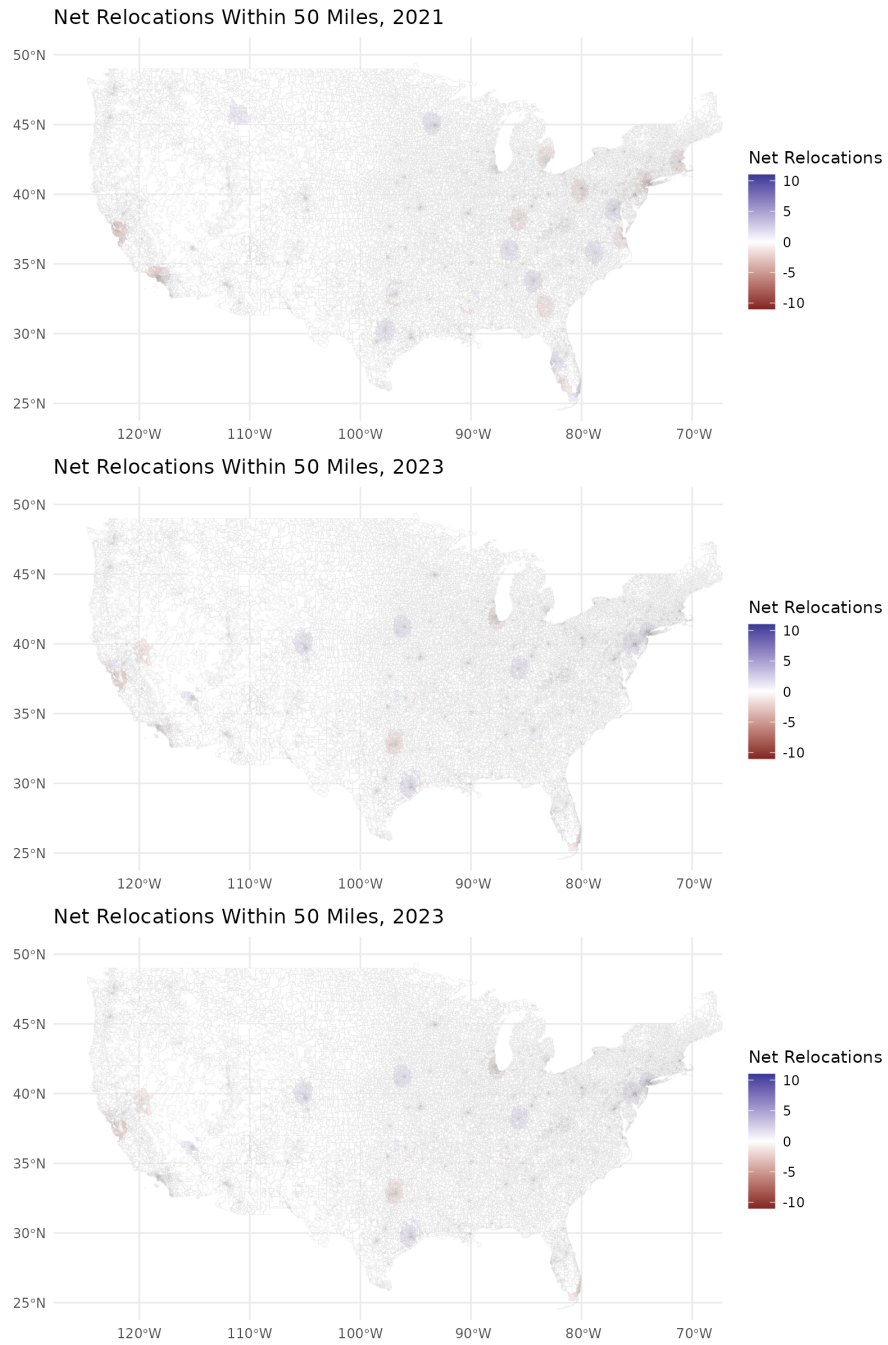 Net Relocations Within 50 Miles, 2021
50°N
45°N
40°N
35°N
30°N
25°N
120°W 110°W 100°W 90°W 80°W 70°W
Net Relocations
10
5
0
-5
-10
Net Relocations Within 50 Miles, 2023
50°N
45°N
40°N
35°N
30°N
25°N
120°W 110°W 100°W 90°W 80°W 70°W
Net Relocations
10
5
0
-5
-10
Net Relocations Within 50 Miles, 2023
50°N
45°N
40°N
35°N
30°N
25°N
120°W 110°W 100°W 90°W 80°W 70°W
Net Relocations
10
5
0
-5
-10